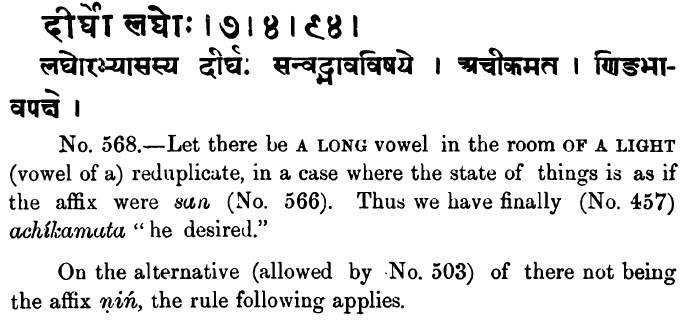 दीर्घो लघोः । ७ । ४ । ९४ ।
लघोरभ्यासस्य दीर्घः सन्वद्भावविषये । अचीकमत । णिङभा-
वपक्षे ।
No. 568.—Let there be A LONG vowel in the room OF A LIGHT
(vowel of a) reduplicate, in a case where the state of things is as if
the affix were san (No. 566). Thus we have finally (No. 457)
achíkamata “he desired.”
On the alternative (allowed by No. 503) of there not being
the affix ṇiń, the rule following applies.